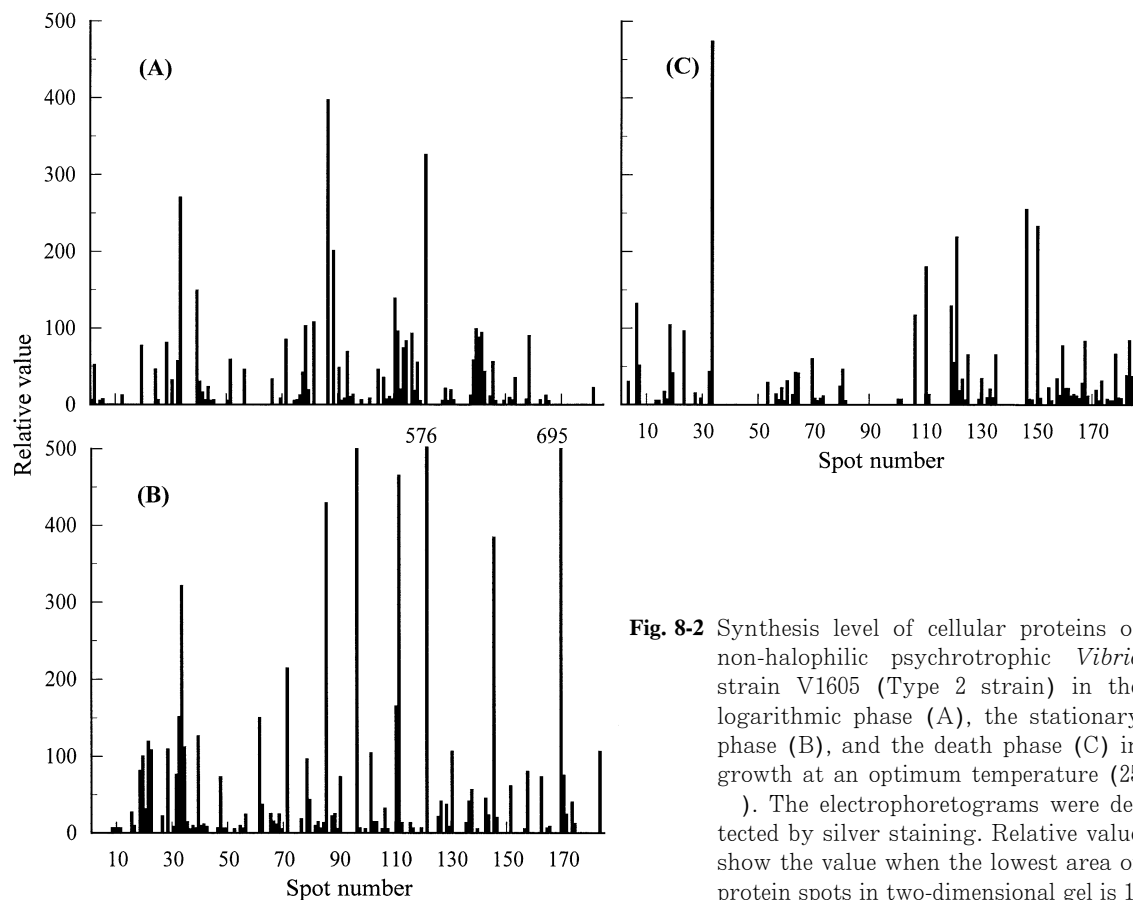 500
400
300
200
100
0
(A)
(C)
10 30 50 70 90 110 130 150 170
Spot number
Relative value
576 695
500
400
300
200
100
0
(B)
10 30 50 70 90 110 130 150 170
Spot number
Fig. 8-2 Synthesis level of cellular proteins o
non-halophilic psychrotrophic Vibrio
strain V1605 (Type 2 strain) in the
logarithmic phase (A), the stationary
phase (B), and the death phase (C) in
growth at an optimum temperature (25
). The electrophoretograms were de
tected by silver staining. Relative value
show the value when the lowest area o
protein spots in two-dimensional gel is 1